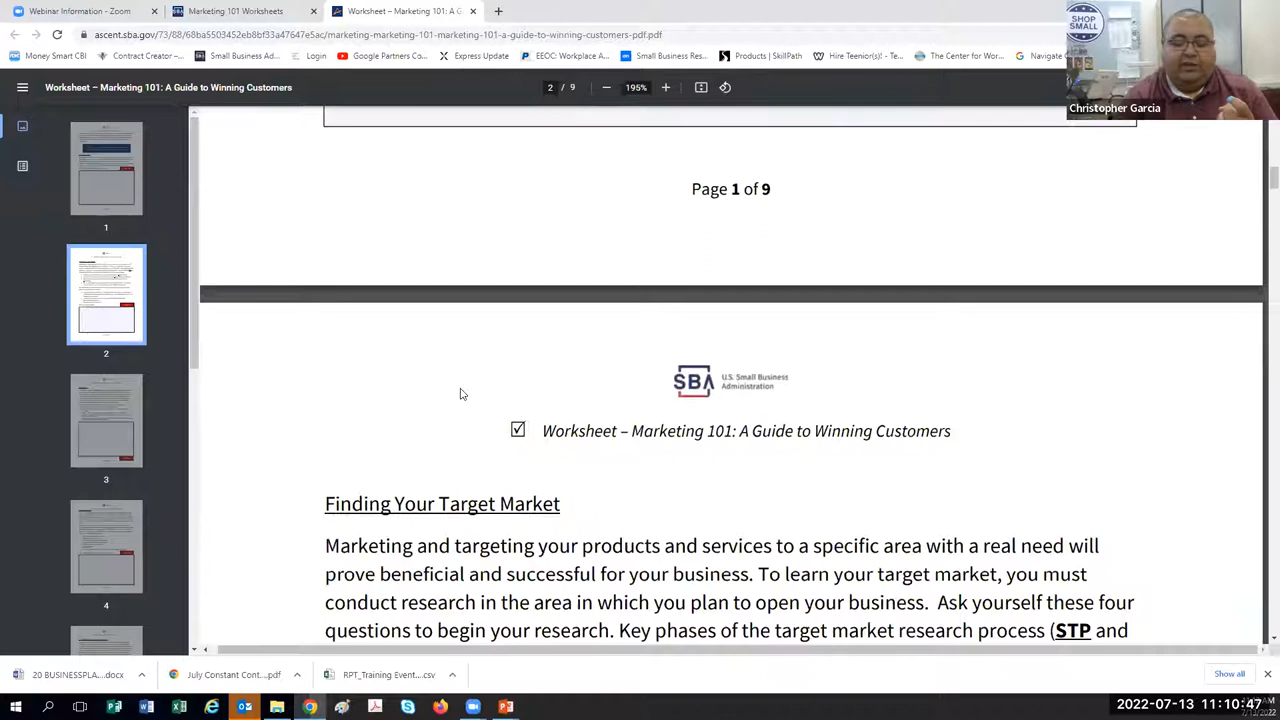 Webinar Information - Zoom
Marketing 101 Worksheets
Worksheet – Marketing 101: A G
ascent.sba.gov/73/88/68ba5503452eb8bf33a47647e5ac/marketing-101-marketing-101-a-guide-to-winning-customers-pdf.pdf
Money Smart CBI
Contract Creator -...
Small Business Ad...
Login
Google Partners Co...
Express Update
EEOC Workplace A...
Small Business Res...
Products | SkillPath
Hire Teenior(s)! - Te...
The Center for Wor...
Navigate
SHOP SMALL
Christopher Garcia
Worksheet – Marketing 101: A Guide to Winning Customers
2 / 9
195%
1
2
3
4
Page 1 of 9
SBA U.S. Small Business
Administration
Worksheet – Marketing 101: A Guide to Winning Customers
Finding Your Target Market
Marketing and targeting your products and services to a specific area with a real need will
prove beneficial and successful for your business. To learn your target market, you must
conduct research in the area in which you plan to open your business. Ask yourself these four
questions to begin your research. Key phases of the target market research process (STP and
20 BUSINESSPLA....docx
July Constant Cont....pdf
RPT_Training Event....csv
Show all
2022-07-13 11:10:47